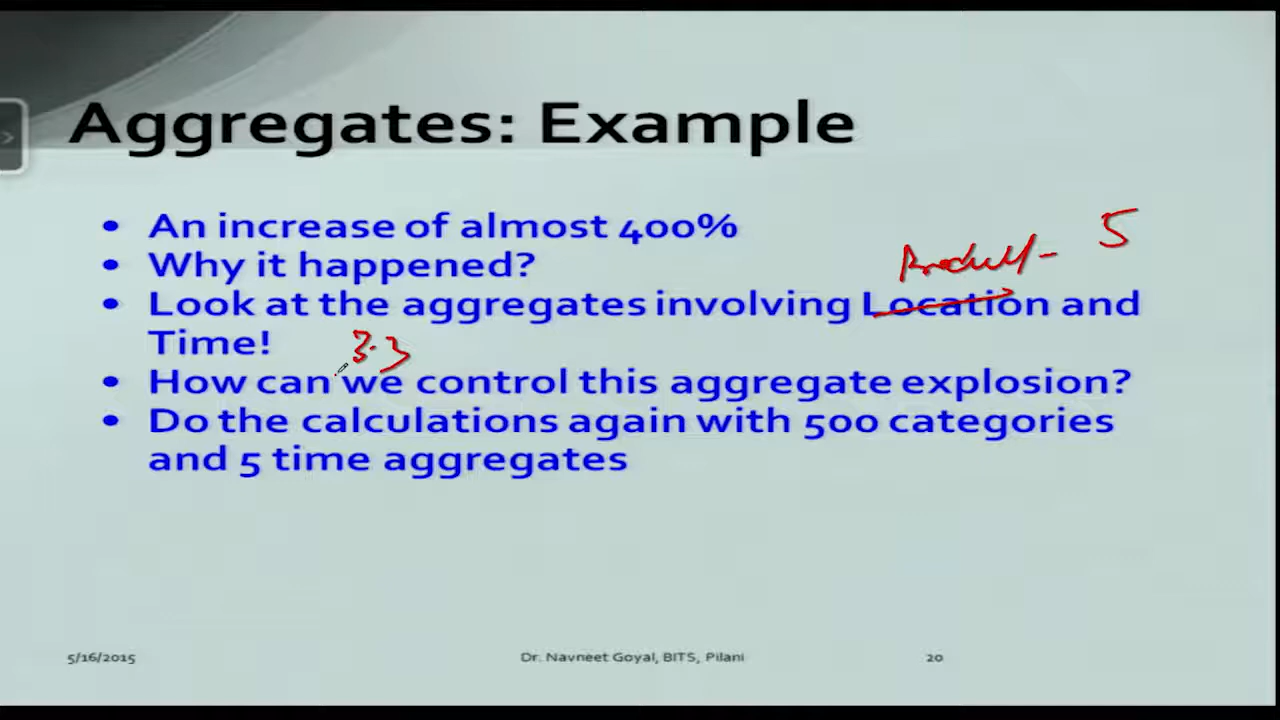 Aggregates: Example
• An increase of almost 400%
• Why it happened?
Product - 5
• Look at the aggregates involving Location and
Time!
3.3
• How can we control this aggregate explosion?
• Do the calculations again with 500 categories
and 5 time aggregates
5/16/2015
Dr. Navneet Goyal, BITS, Pilani
20